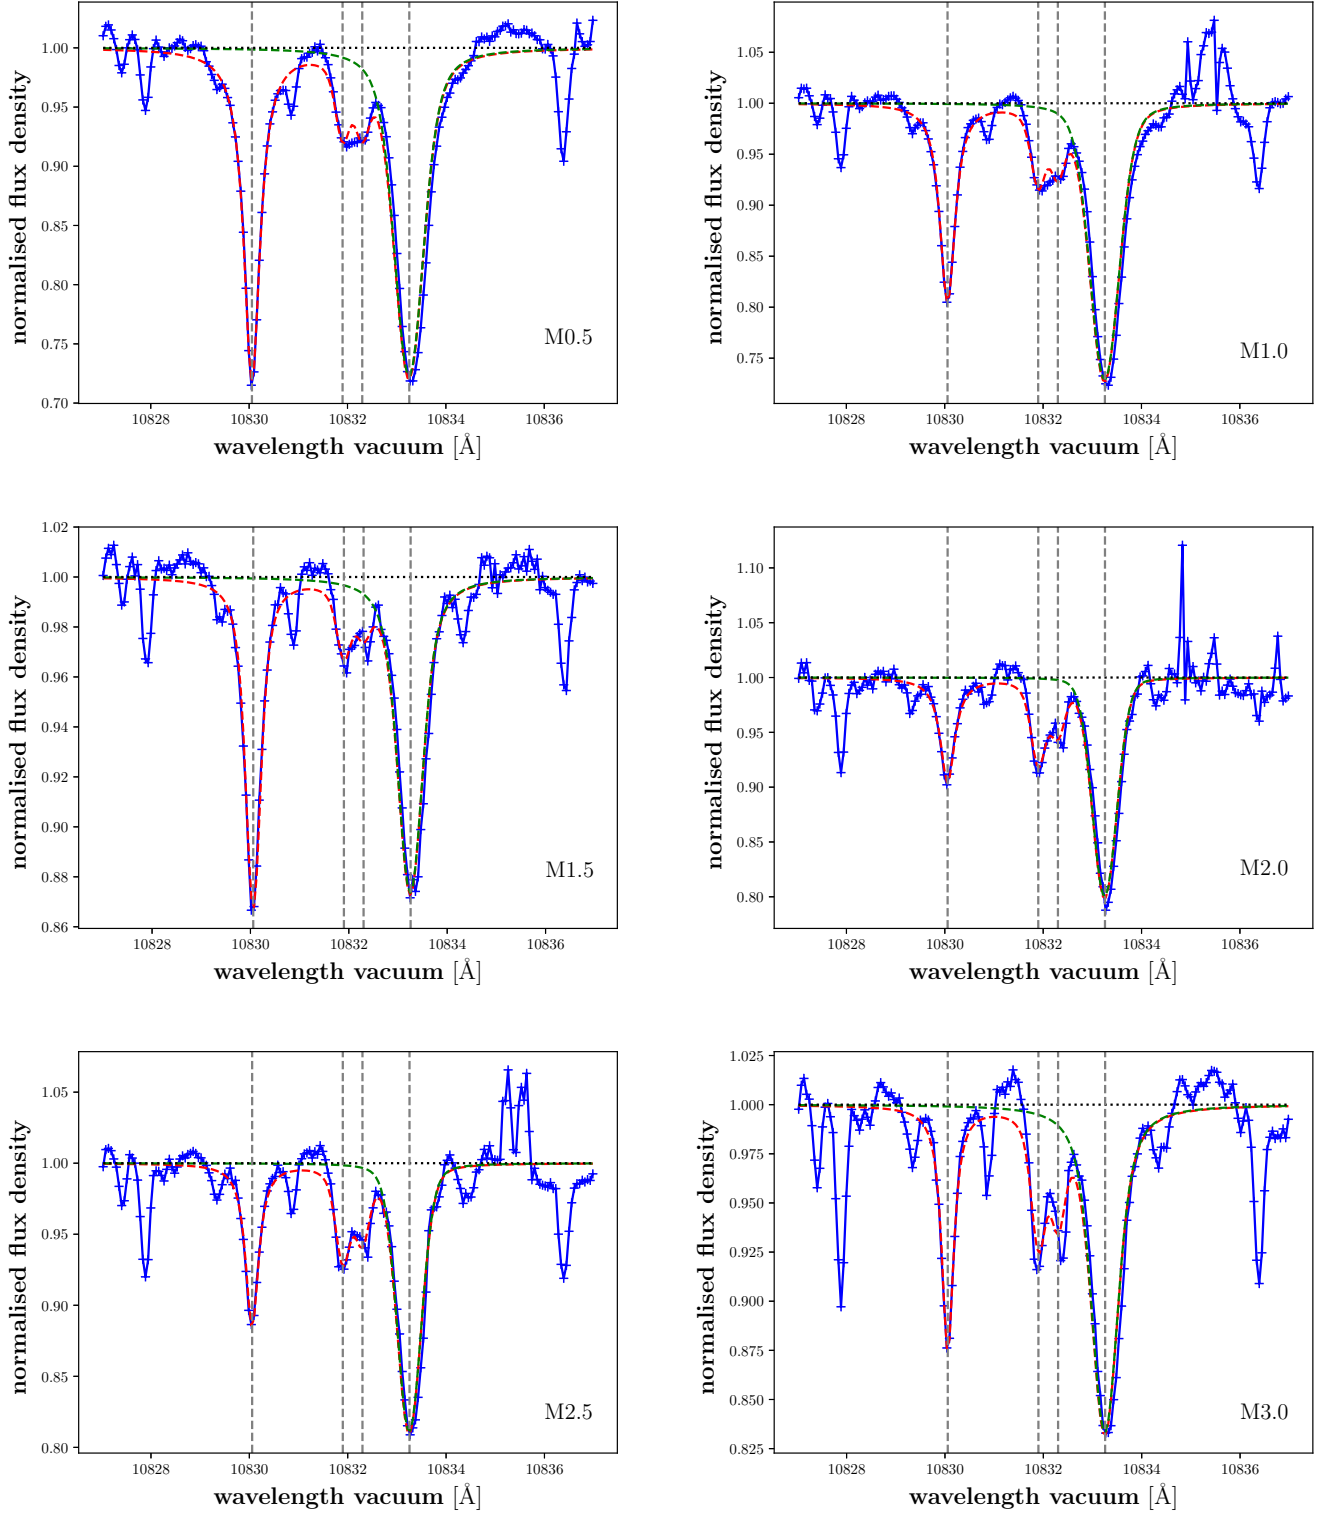 1.00
0.95
0.90
0.85
0.80
0.75
0.70
normalised flux density
M0.5
10828 10830 10832 10834 10836
wavelength vacuum [Å]
1.05
1.00
0.95
0.90
0.85
0.80
0.75
normalised flux density
M1.0
10828 10830 10832 10834 10836
wavelength vacuum [Å]
1.02
1.00
0.98
0.96
0.94
0.92
0.90
0.88
0.86
normalised flux density
M1.5
10828 10830 10832 10834 10836
wavelength vacuum [Å]
1.10
1.05
1.00
0.95
0.90
0.85
0.80
normalised flux density
M2.0
10828 10830 10832 10834 10836
wavelength vacuum [Å]
1.05
1.00
0.95
0.90
0.85
0.80
normalised flux density
M2.5
10828 10830 10832 10834 10836
wavelength vacuum [Å]
1.025
1.000
0.975
0.950
0.925
0.900
0.875
0.850
0.825
normalised flux density
M3.0
10828 10830 10832 10834 10836
wavelength vacuum [Å]